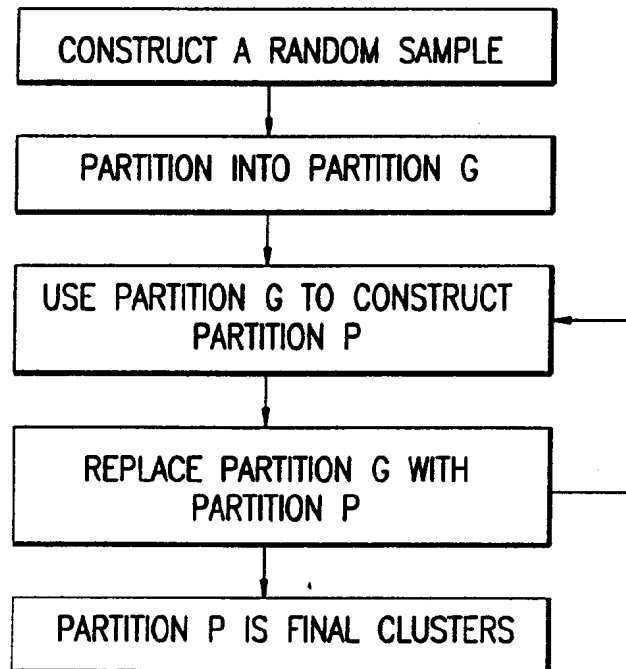 CONSTRUCT A RANDOM SAMPLE
PARTITION INTO PARTITION G
USE PARTITION G TO CONSTRUCT
PARTITION P
REPLACE PARTITION G WITH
PARTITION P
PARTITION P IS FINAL CLUSTERS